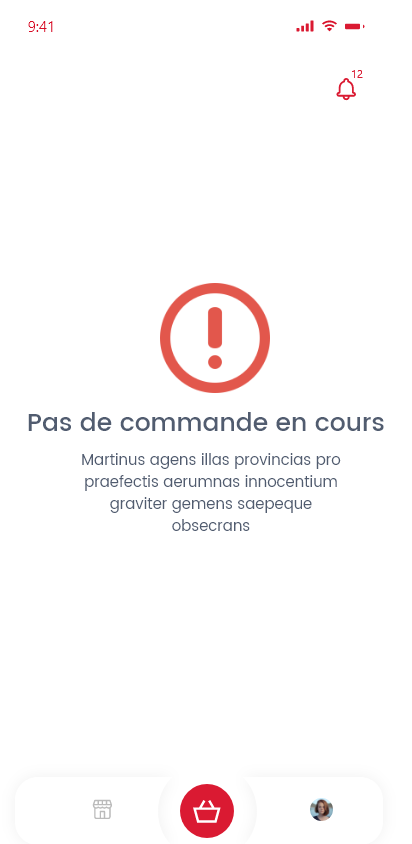 9:41
12
Pas de commande en cours
Martinus agens illas provincias pro
praefectis aerumnas innocentium
graviter gemens saepeque
obsecrans